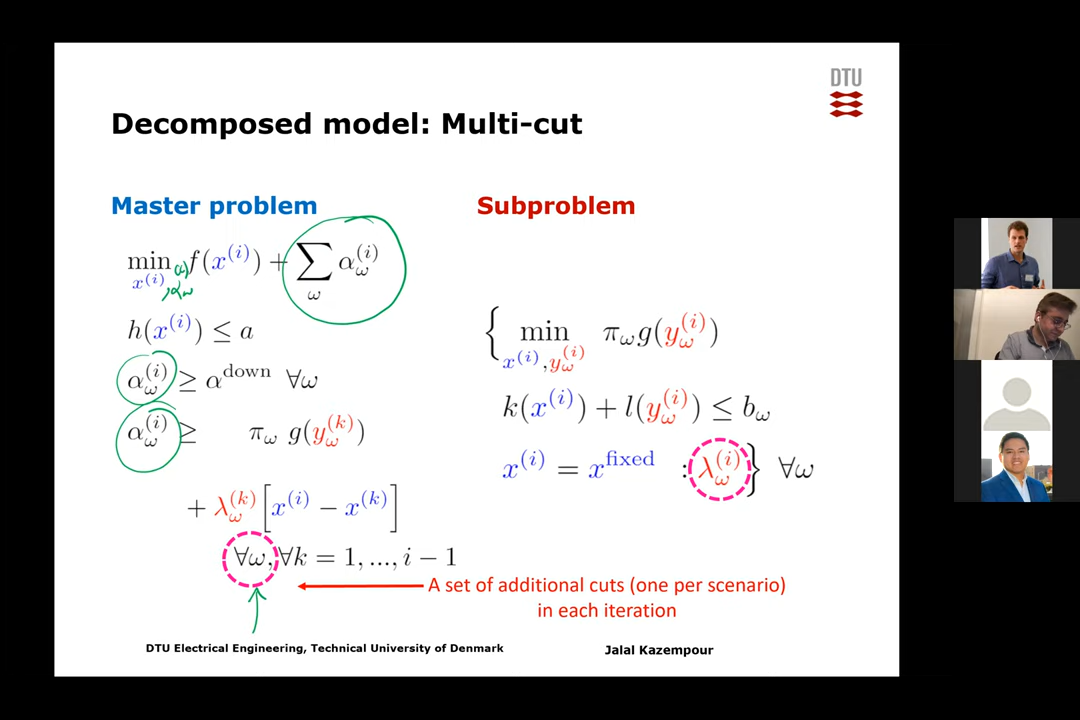 DTU
Decomposed model: Multi-cut
Master problem
min f(x^(i)) + ∑ α_ω^(i)
x^(i) , α_ω^(i) ω
h(x^(i)) ≤ a
α_ω^(i) ≥ α^down ∀ω
α_ω^(i) ≥ π_ω g(y_ω^(k))
+ λ_ω^(k) [x^(i) − x^(k)]
∀ω, ∀k = 1, ..., i − 1
Subproblem
{ min π_ω g(y_ω^(i))
x^(i), y_ω^(i)
k(x^(i)) + l(y_ω^(i)) ≤ b_ω
x^(i) = x^fixed : λ_ω^(i) } ∀ω
A set of additional cuts (one per scenario)
in each iteration
DTU Electrical Engineering, Technical University of Denmark
Jalal Kazempour